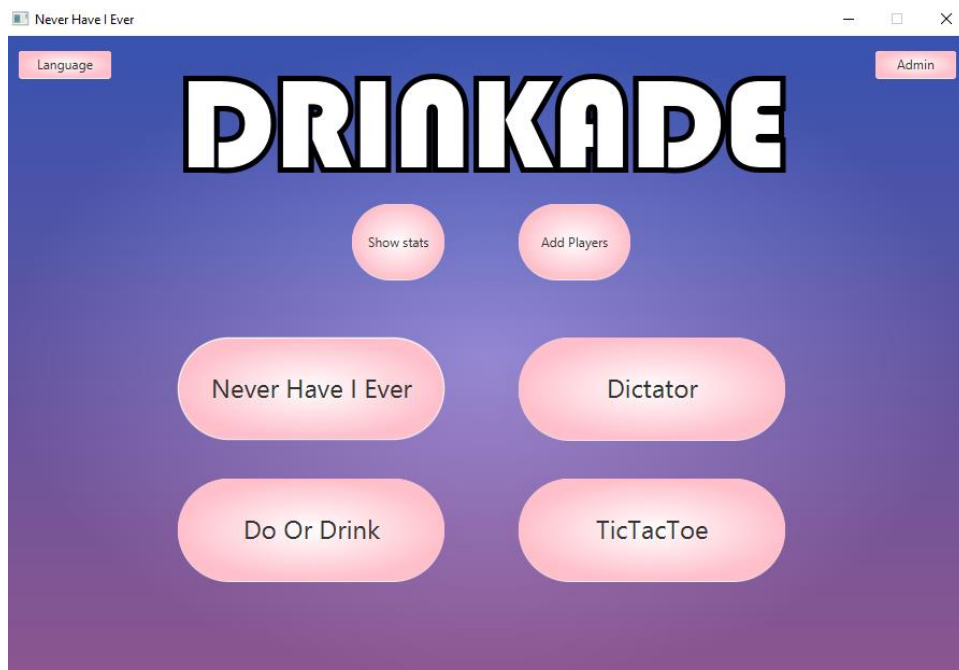 Never Have I Ever
Language
Admin
DRINKADE
Show stats
Add Players
Never Have I Ever
Dictator
Do Or Drink
TicTacToe